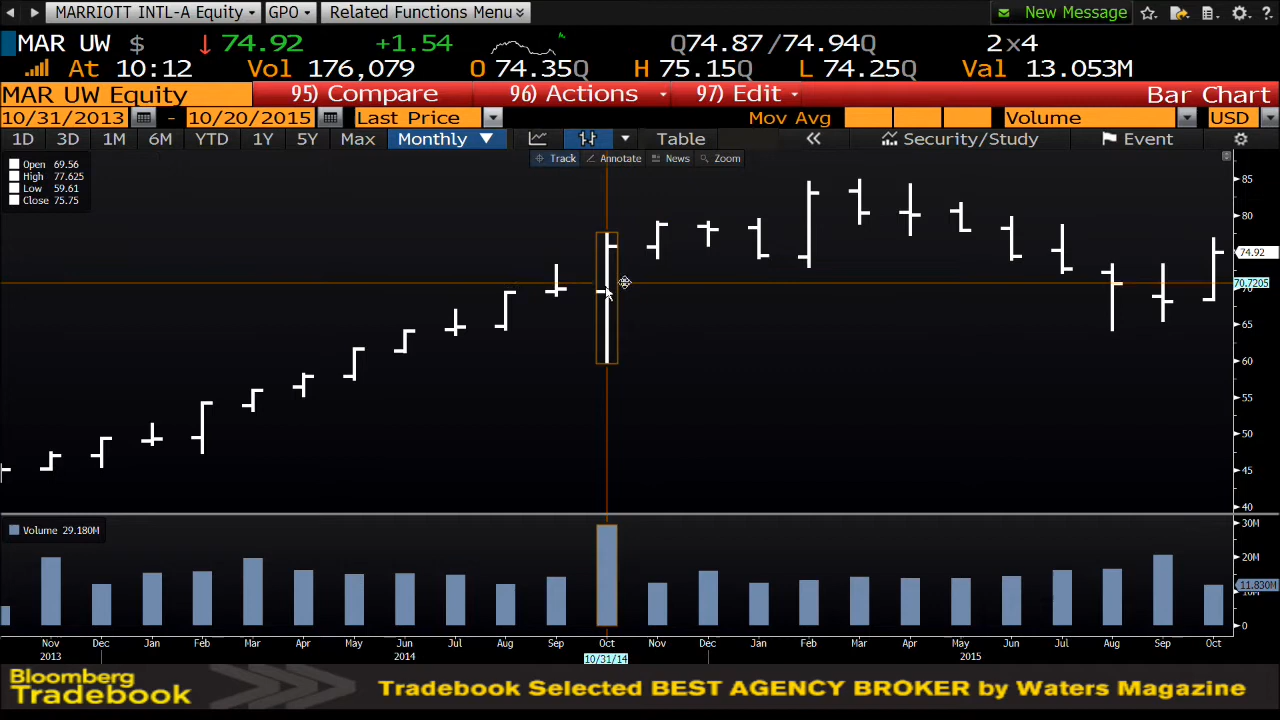 MARRIOTT INTL-A Equity GPO Related Functions Menu New Message
MAR UW $ 74.92 +1.54 Q74.87/74.94Q 2x4
At 10:12 Vol 176,079 O 74.35Q H 75.15Q L 74.25Q Val 13.053M
MAR UW Equity 95) Compare 96) Actions 97) Edit Bar Chart
10/31/2013 - 10/20/2015 Last Price Mov Avg Volume USD
1D 3D 1M 6M YTD 1Y 5Y Max Monthly Table Security/Study Event
Track Annotate News Zoom
Open 69.56
High 77.625
Low 59.61
Close 75.75
85
80
74.92
70.7205
70
65
60
55
50
45
40
Volume 29.180M
30M
20M
11.830M
10M
0
Nov Dec Jan Feb Mar Apr May Jun Jul Aug Sep Oct Nov Dec Jan Feb Mar Apr May Jun Jul Aug Sep Oct
2013 2014 10/31/14 2015
Bloomberg
Tradebook
Tradebook Selected BEST AGENCY BROKER by Waters Magazine